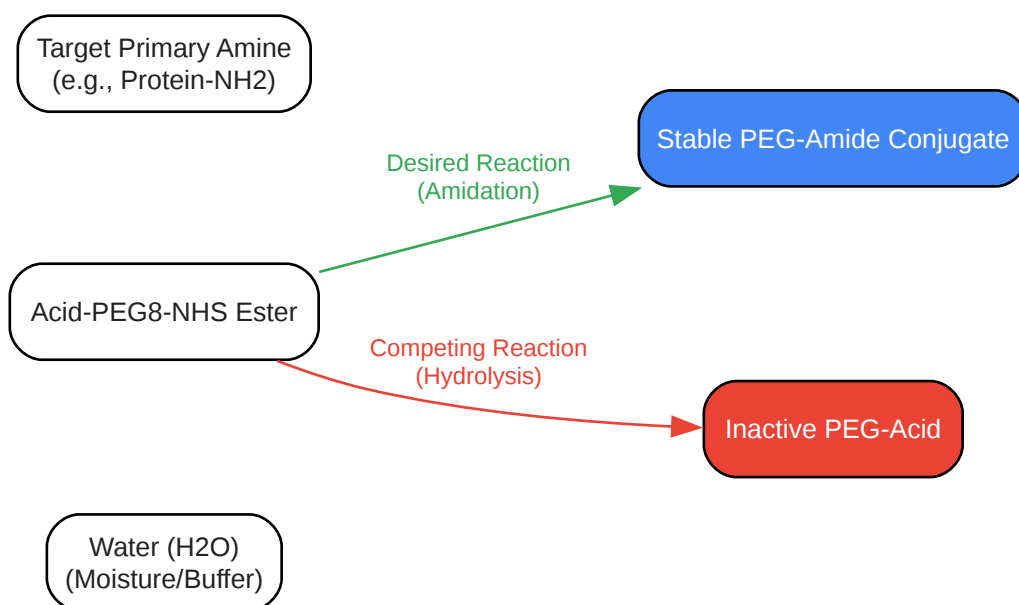 Target Primary Amine
(e.g., Protein-NH2)
Stable PEG-Amide Conjugate
Desired Reaction
(Amidation)
Acid-PEG8-NHS Ester
Competing Reaction
(Hydrolysis)
Inactive PEG-Acid
Water (H2O)
(Moisture/Buffer)